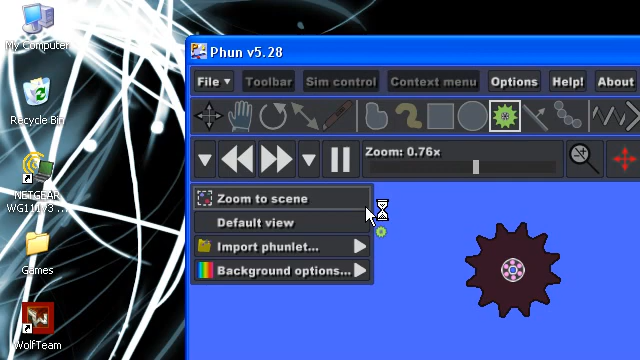 My Computer
Recycle Bin
NETGEAR
WG111v3 ...
Games
WolfTeam
Phun v5.28
File Toolbar Sim control Context menu Options Help! About
Zoom: 0.76x
Zoom to scene
Default view
Import phunlet...
Background options...